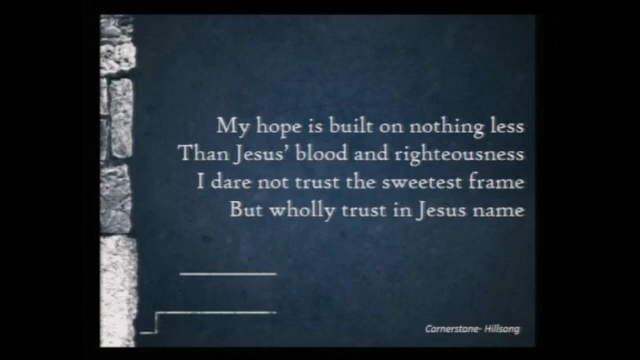 My hope is built on nothing less
Than Jesus’ blood and righteousness
I dare not trust the sweetest frame
But wholly trust in Jesus name
Cornerstone- Hillsong